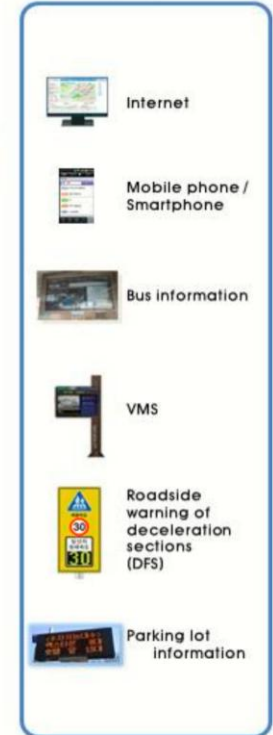 Internet
Mobile phone /
Smartphone
Bus information
VMS
30
30
Roadside
warning of
deceleration
sections
(DFS)
Parking lot
information